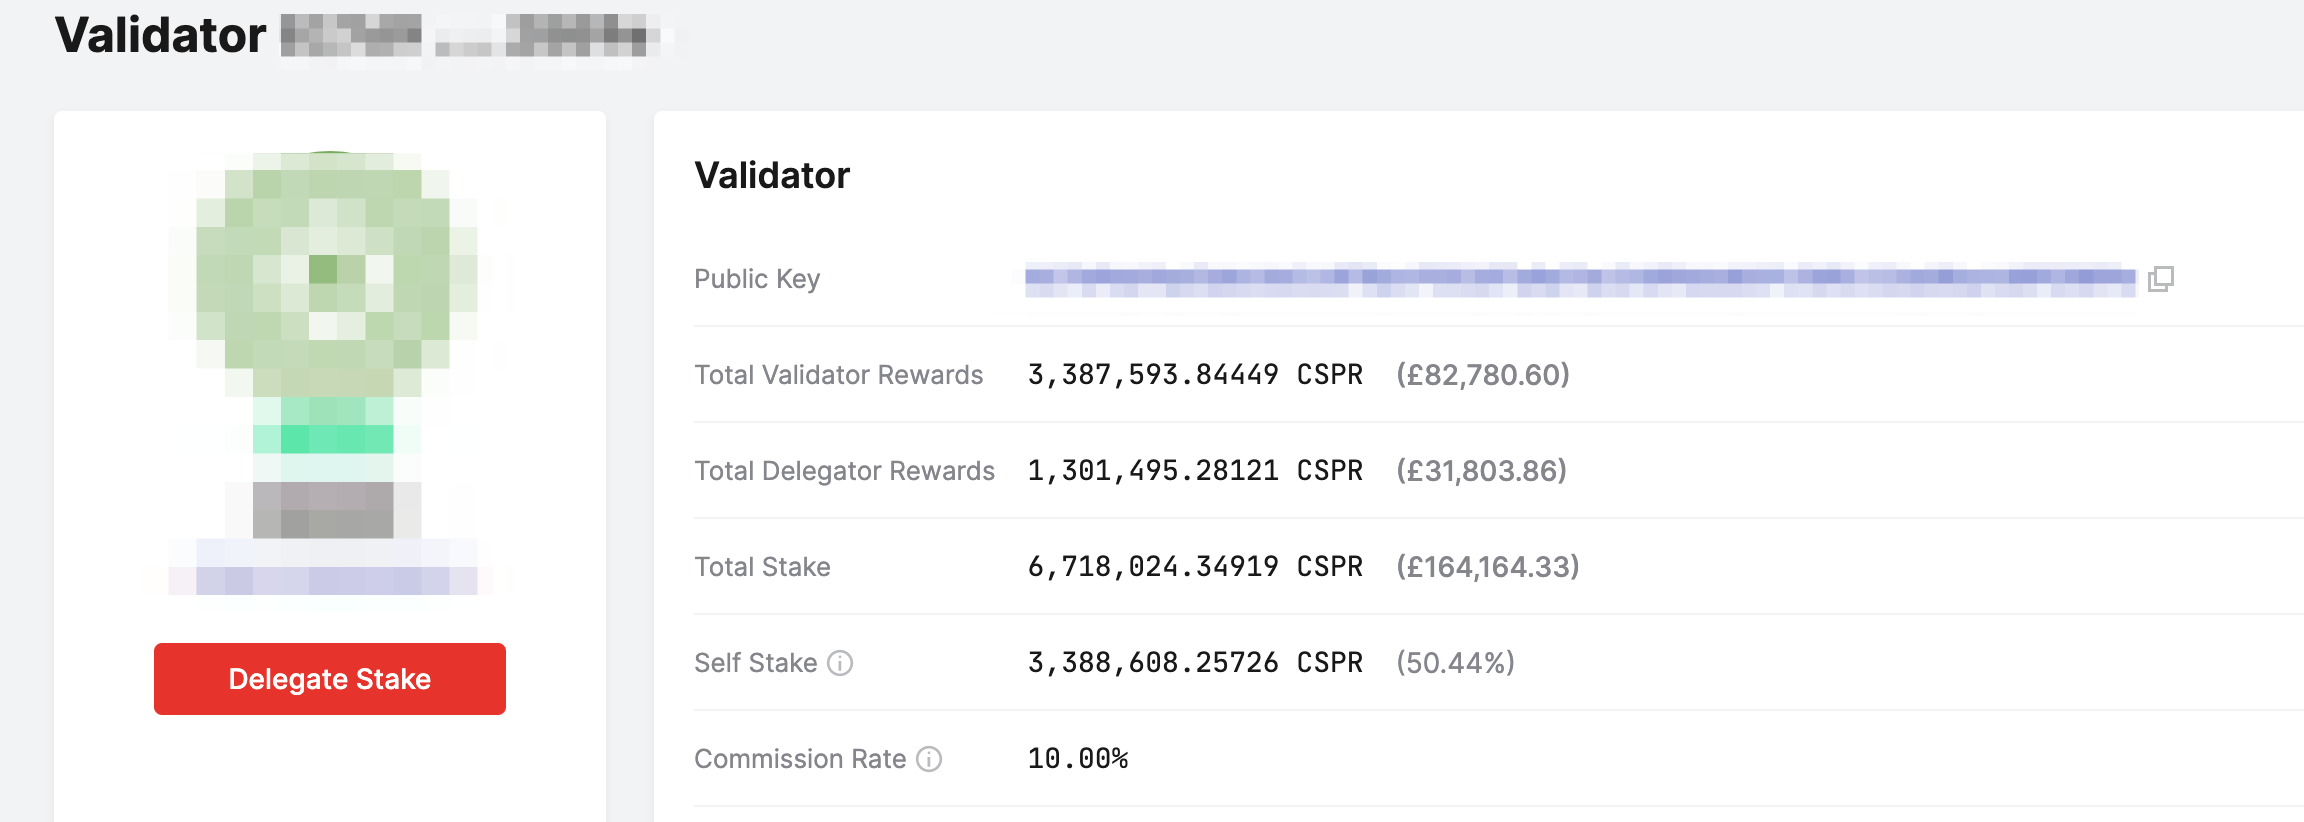 Validator
Delegate Stake
Validator
Public Key
Total Validator Rewards 3,387,593.84449 CSPR (£82,780.60)
Total Delegator Rewards 1,301,495.28121 CSPR (£31,803.86)
Total Stake 6,718,024.34919 CSPR (£164,164.33)
Self Stake 3,388,608.25726 CSPR (50.44%)
Commission Rate 10.00%